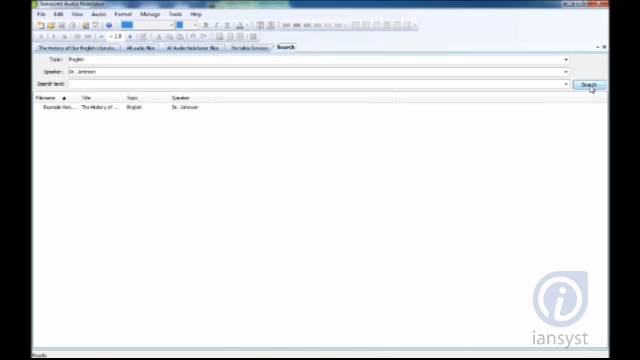 Sonocent Audio Notetaker
File Edit View Audio Format Manage Tools Help
1.0
The History of Our English Literatu... All audio files All Audio Notetaker files Portable Devices Search
Topic: English
Speaker: Dr. Johnson
Search text:
Search
Filename Title Topic Speaker
Example Not... The History of ... English Dr. Johnson
iansyst
Ready